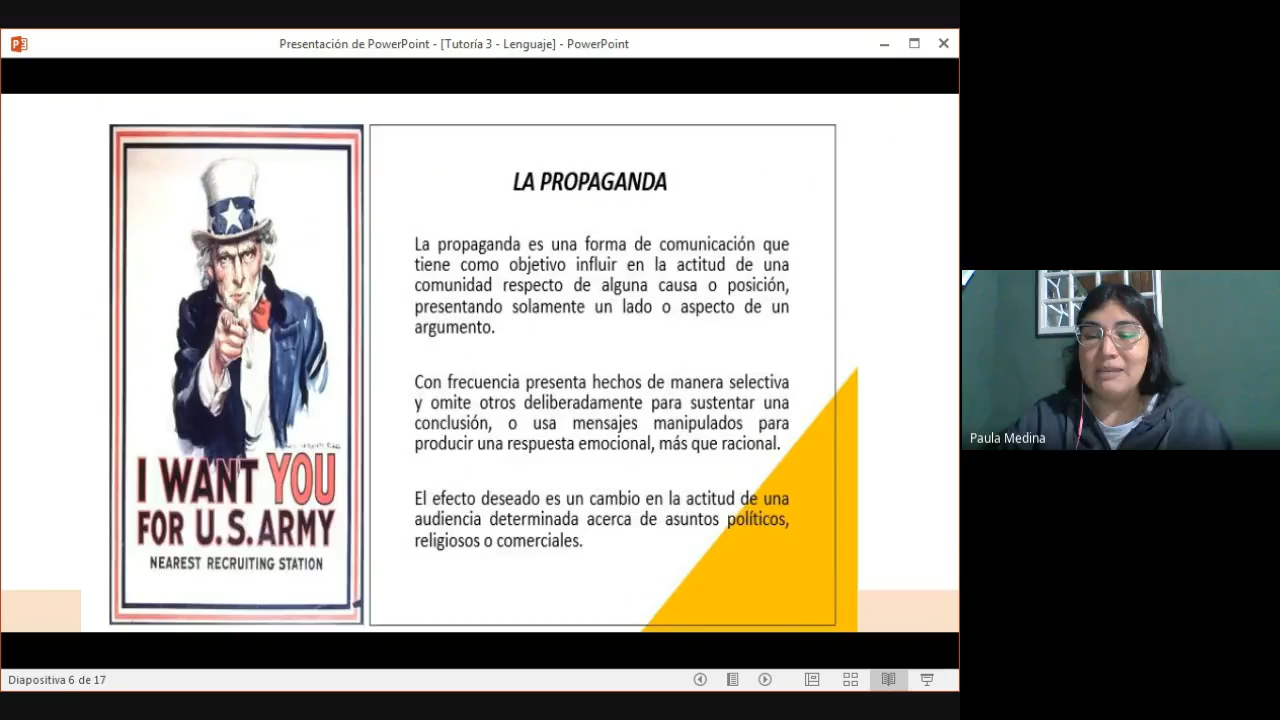 Presentación de PowerPoint - [Tutoría 3 - Lenguaje] - PowerPoint
I WANT YOU
FOR U.S. ARMY
NEAREST RECRUITING STATION
LA PROPAGANDA
La propaganda es una forma de comunicación que
tiene como objetivo influir en la actitud de una
comunidad respecto de alguna causa o posición,
presentando solamente un lado o aspecto de un
argumento.
Con frecuencia presenta hechos de manera selectiva
y omite otros deliberadamente para sustentar una
conclusión, o usa mensajes manipulados para
producir una respuesta emocional, más que racional.
El efecto deseado es un cambio en la actitud de una
audiencia determinada acerca de asuntos políticos,
religiosos o comerciales.
Paula Medina
Diapositiva 6 de 17